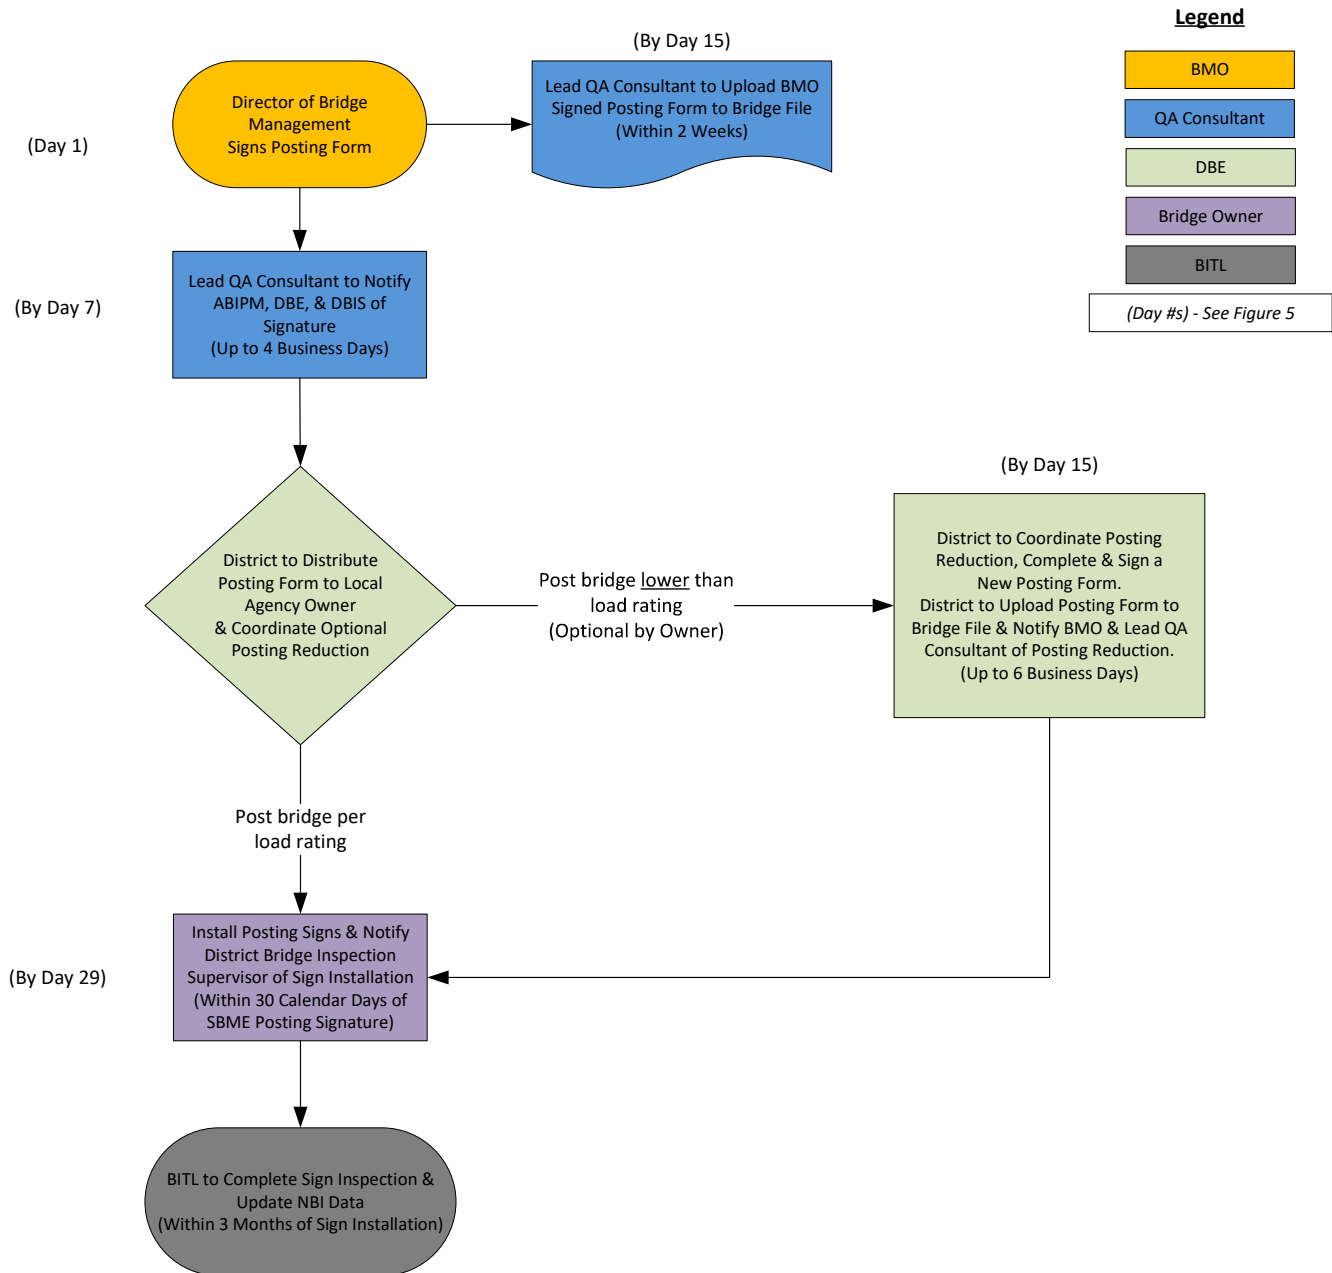 Legend
(By Day 15)
BMO
Director of Bridge
Management
Signs Posting Form
Lead QA Consultant to Upload BMO
Signed Posting Form to Bridge File
(Within 2 Weeks)
QA Consultant
(Day 1)
DBE
Bridge Owner
BITL
(Day #s) - See Figure 5
(By Day 7)
Lead QA Consultant to Notify
ABIPM, DBE, & DBIS of
Signature
(Up to 4 Business Days)
(By Day 15)
District to Distribute
Posting Form to Local
Agency Owner
& Coordinate Optional
Posting Reduction
Post bridge lower than
load rating
(Optional by Owner)
District to Coordinate Posting
Reduction, Complete & Sign a
New Posting Form.
District to Upload Posting Form to
Bridge File & Notify BMO & Lead QA
Consultant of Posting Reduction.
(Up to 6 Business Days)
Post bridge per
load rating
(By Day 29)
Install Posting Signs & Notify
District Bridge Inspection
Supervisor of Sign Installation
(Within 30 Calendar Days of
SBME Posting Signature)
BITL to Complete Sign Inspection &
Update NBI Data
(Within 3 Months of Sign Installation)